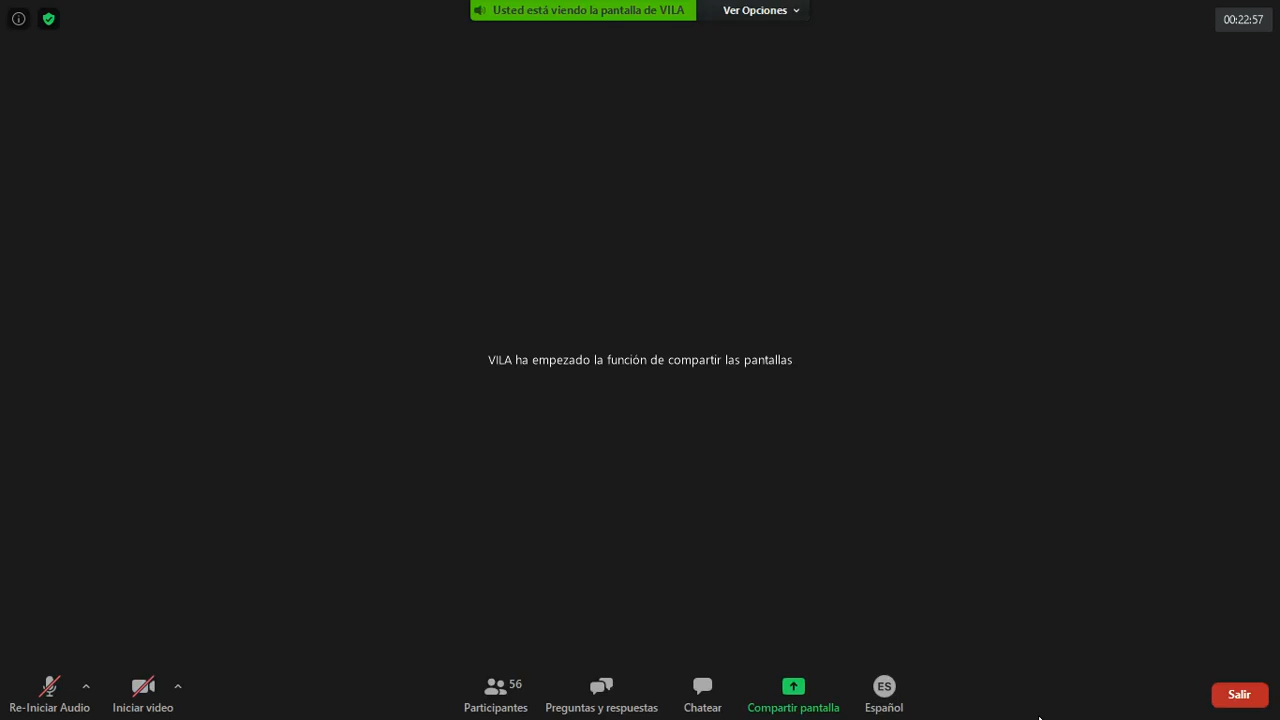 Usted está viendo la pantalla de VILA
Ver Opciones
00:22:57
VILA ha empezado la función de compartir las pantallas
Re-Iniciar Audio
Iniciar video
56
Participantes
Preguntas y respuestas
Chatear
Compartir pantalla
ES
Español
Salir